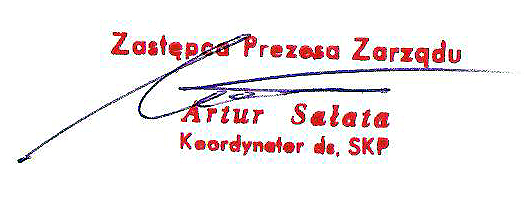 Zastępca Prezesa Zarządu
Artur Sałata
Koordynator ds. SKP